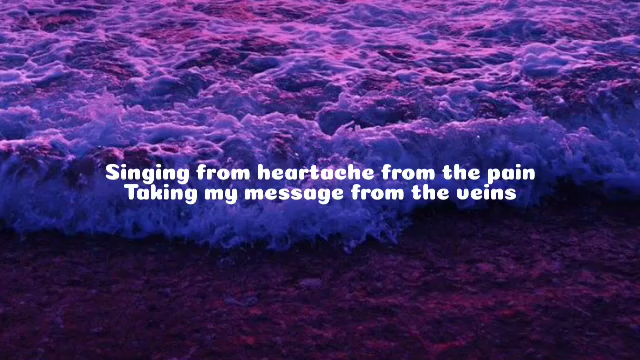 Singing from heartache from the pain
Taking my message from the veins